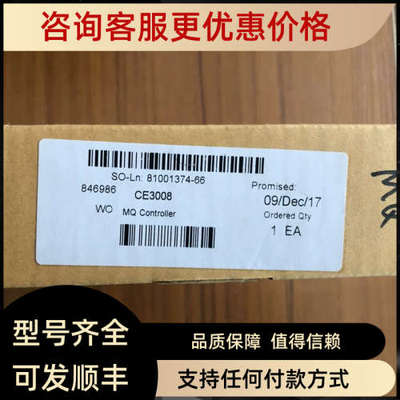 咨询客服更优惠价格
SO-Ln: 81001374-66
846986 CE3008
WO MQ Controller
Promised:
09/Dec/17
Ordered Qty
1 EA
MQ
型号齐全
可发顺丰
品质保障 值得信赖
支持任何付款方式